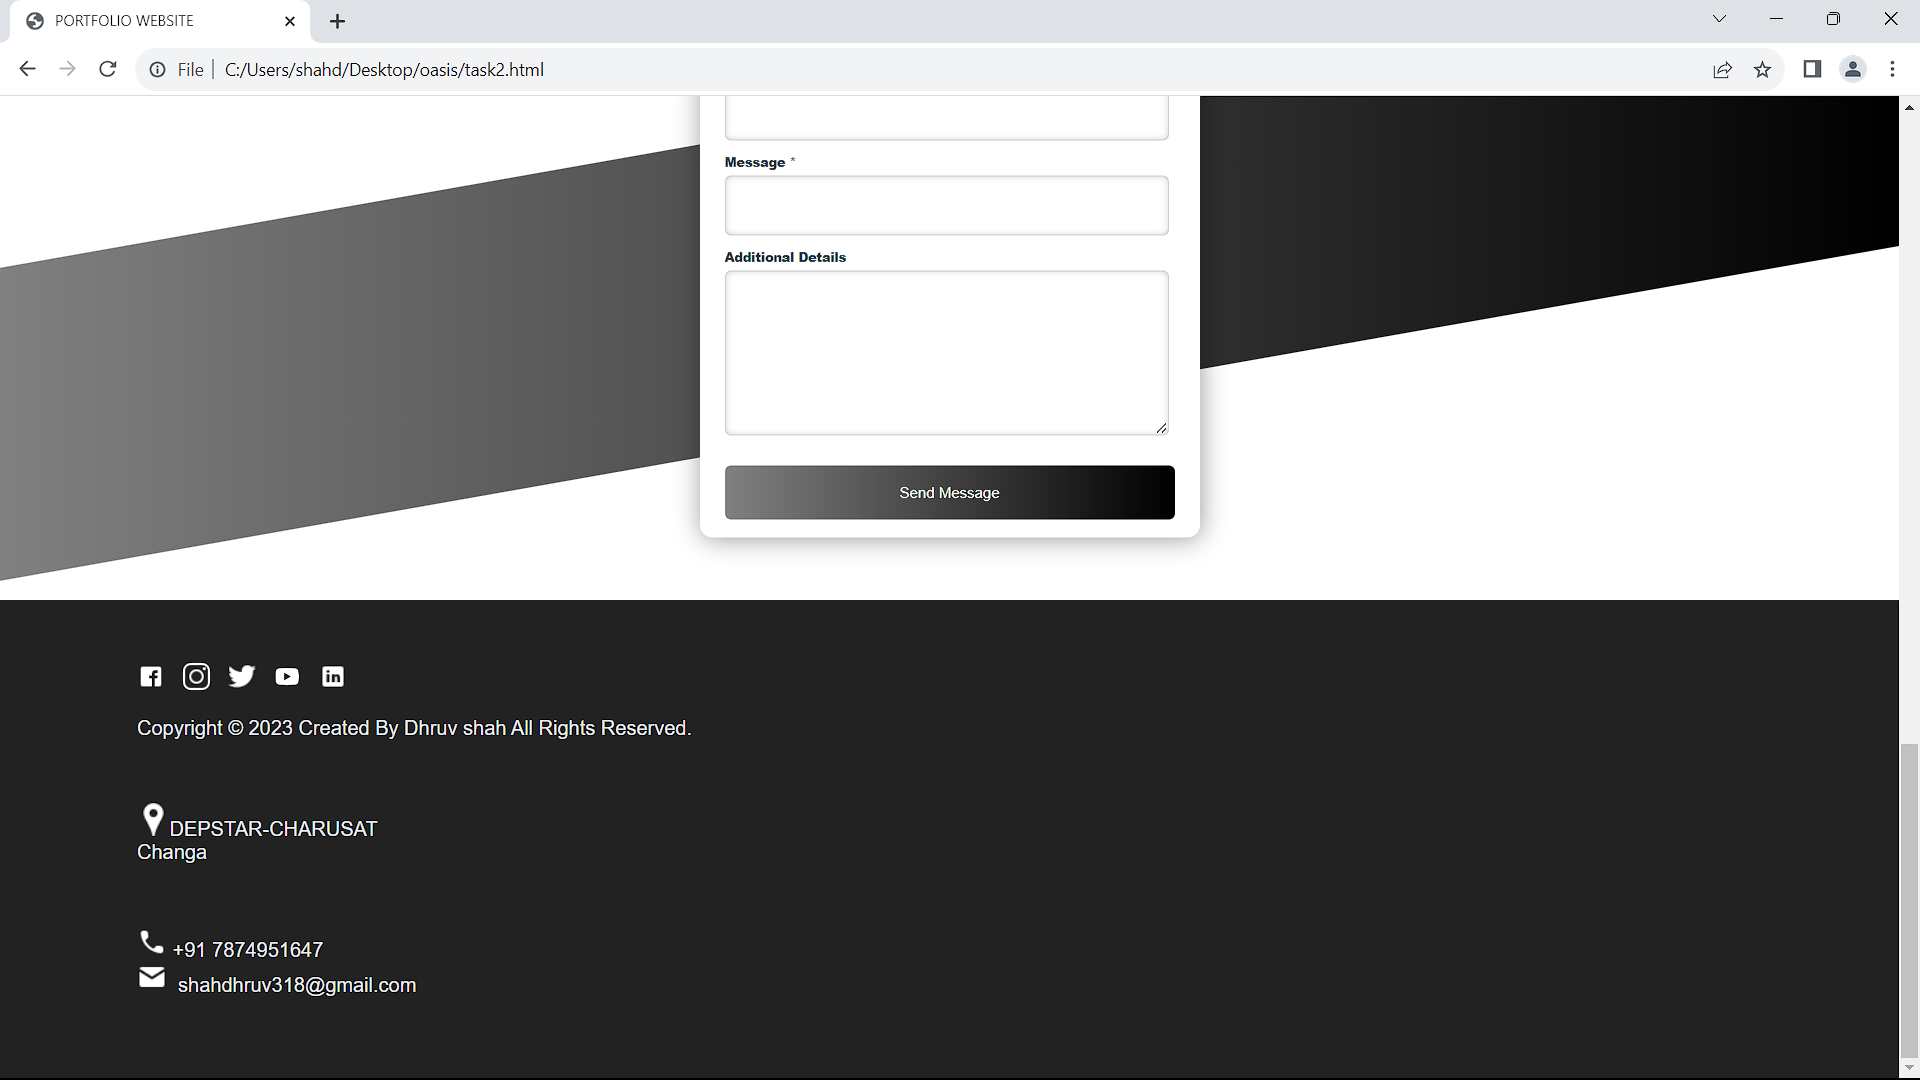 PORTFOLIO WEBSITE
File
C:/Users/shahd/Desktop/oasis/task2.html
Message *
Additional Details
Send Message
Copyright © 2023 Created By Dhruv shah All Rights Reserved.
DEPSTAR-CHARUSAT
Changa
+91 7874951647
shahdhruv318@gmail.com